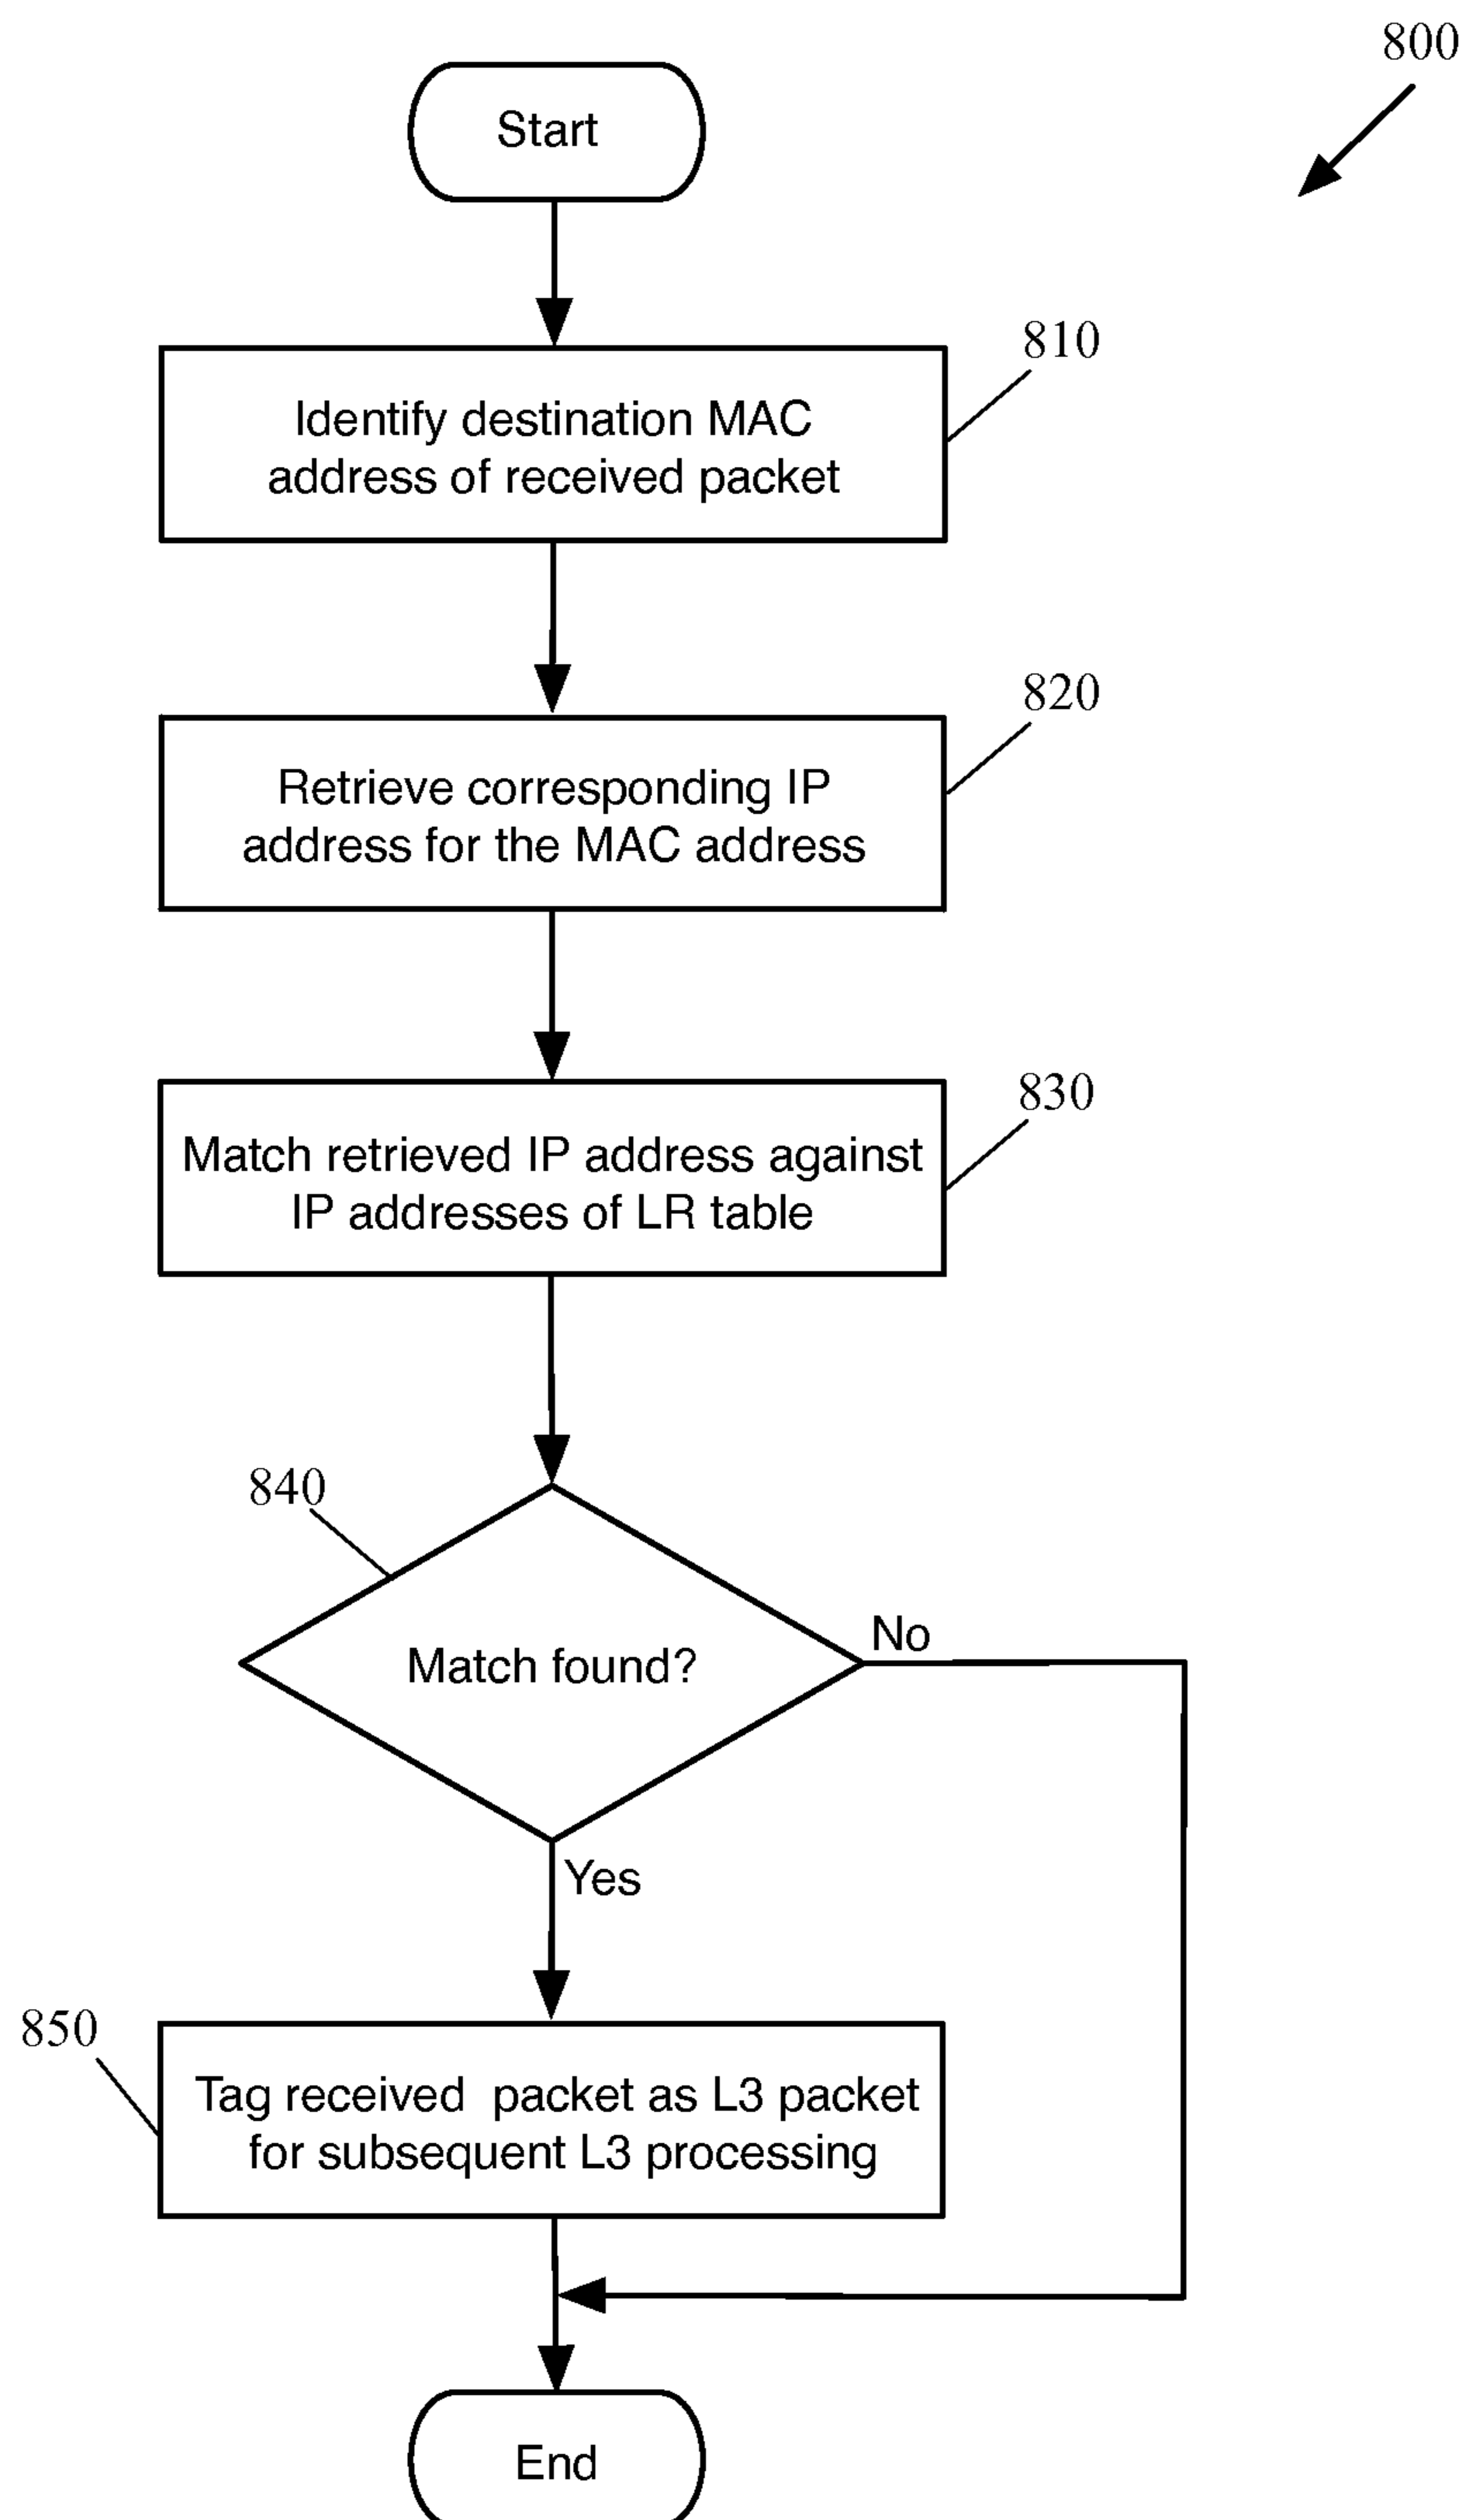 800
Start
810
Identify destination MAC
address of received packet
820
Retrieve corresponding IP
address for the MAC address
830
Match retrieved IP address against
IP addresses of LR table
840
Match found?
No
Yes
850
Tag received packet as L3 packet
for subsequent L3 processing
End